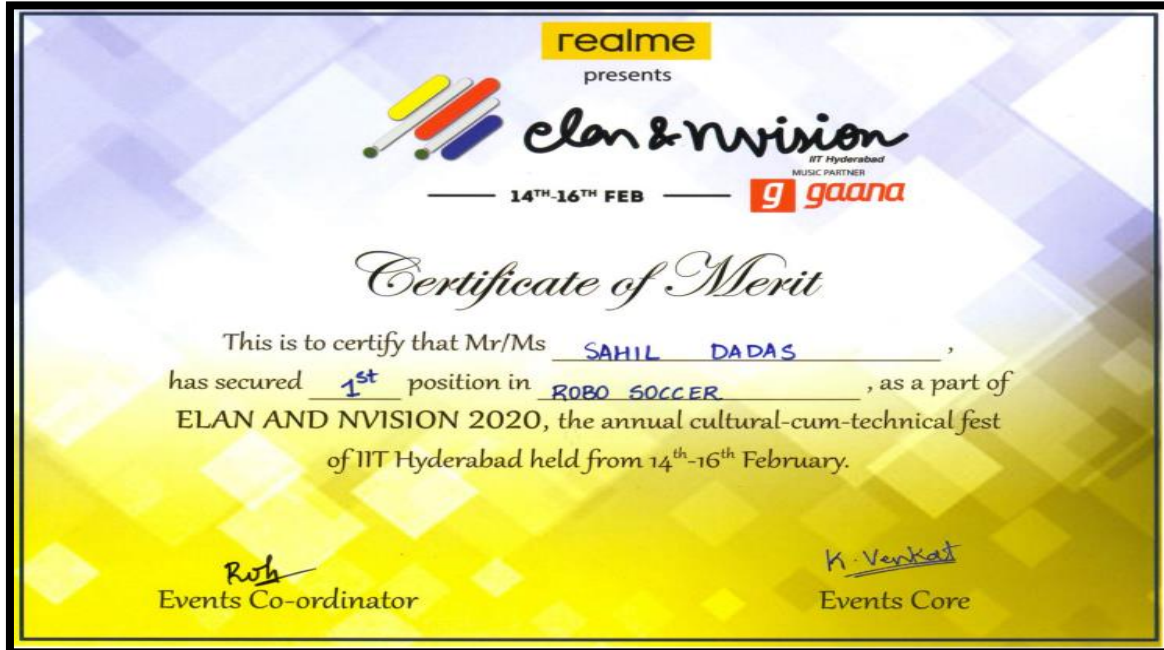 realme
presents
elan & nvision
IIT Hyderabad
MUSIC PARTNER
14TH-16TH FEB
g gaana
Certificate of Merit
This is to certify that Mr/Ms SAHIL DADAS ,
has secured 1st position in ROBO SOCCER , as a part of
ELAN AND NVISION 2020, the annual cultural-cum-technical fest
of IIT Hyderabad held from 14th-16th February.
K. Venkat
Events Co-ordinator
Events Core